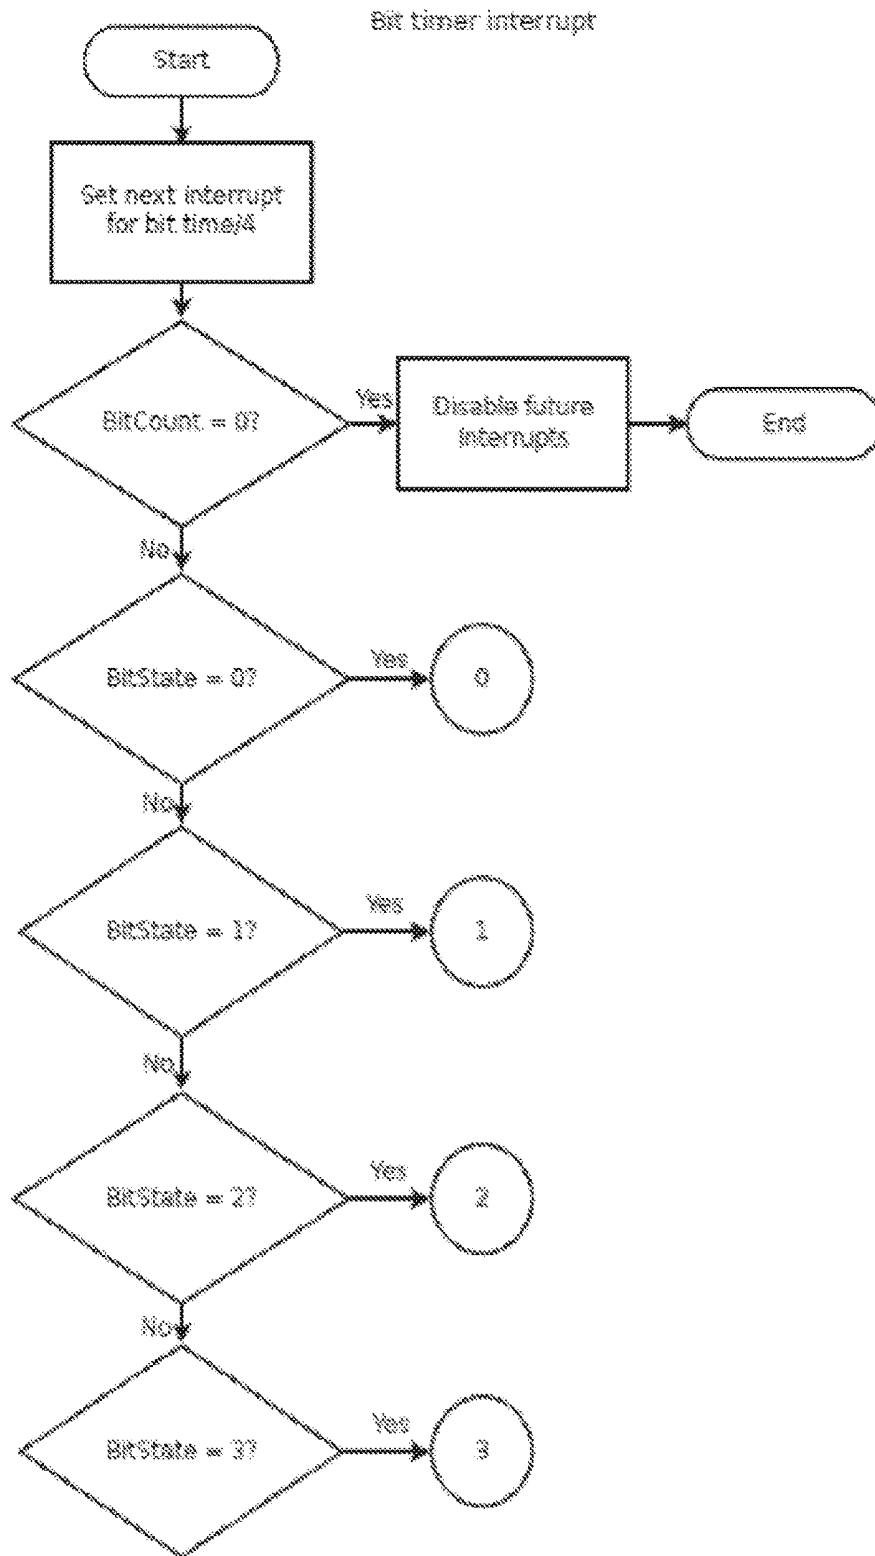 Bit timer interrupt
Start
Set next interrupt
for bit time/4
BitCount = 0?
Yes
Disable future
interrupts
End
No
BitState = 0?
Yes
0
No
BitState = 1?
Yes
1
No
BitState = 2?
Yes
2
No
BitState = 3?
Yes
3